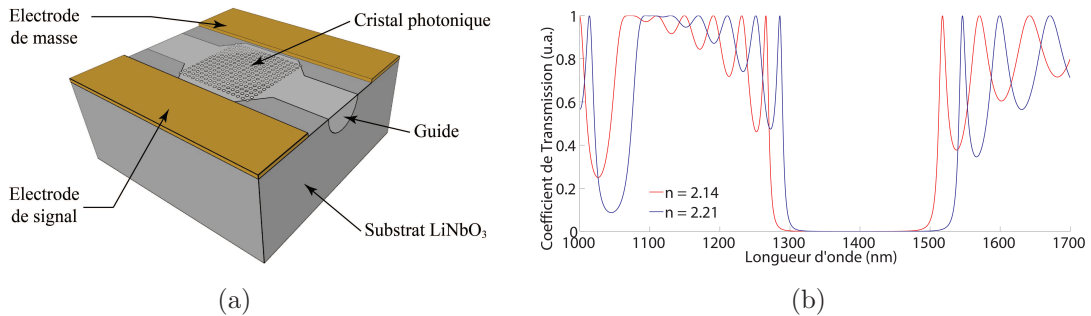 Electrode
de masse
Cristal photonique
Guide
Electrode
de signal
Substrat LiNbO₃
(a)
Coefficient de Transmission (u.a.)
1
0.8
0.6
0.4
0.2
0
n = 2.14
n = 2.21
1000 1100 1200 1300 1400 1500 1600 1700
Longueur d'onde (nm)
(b)